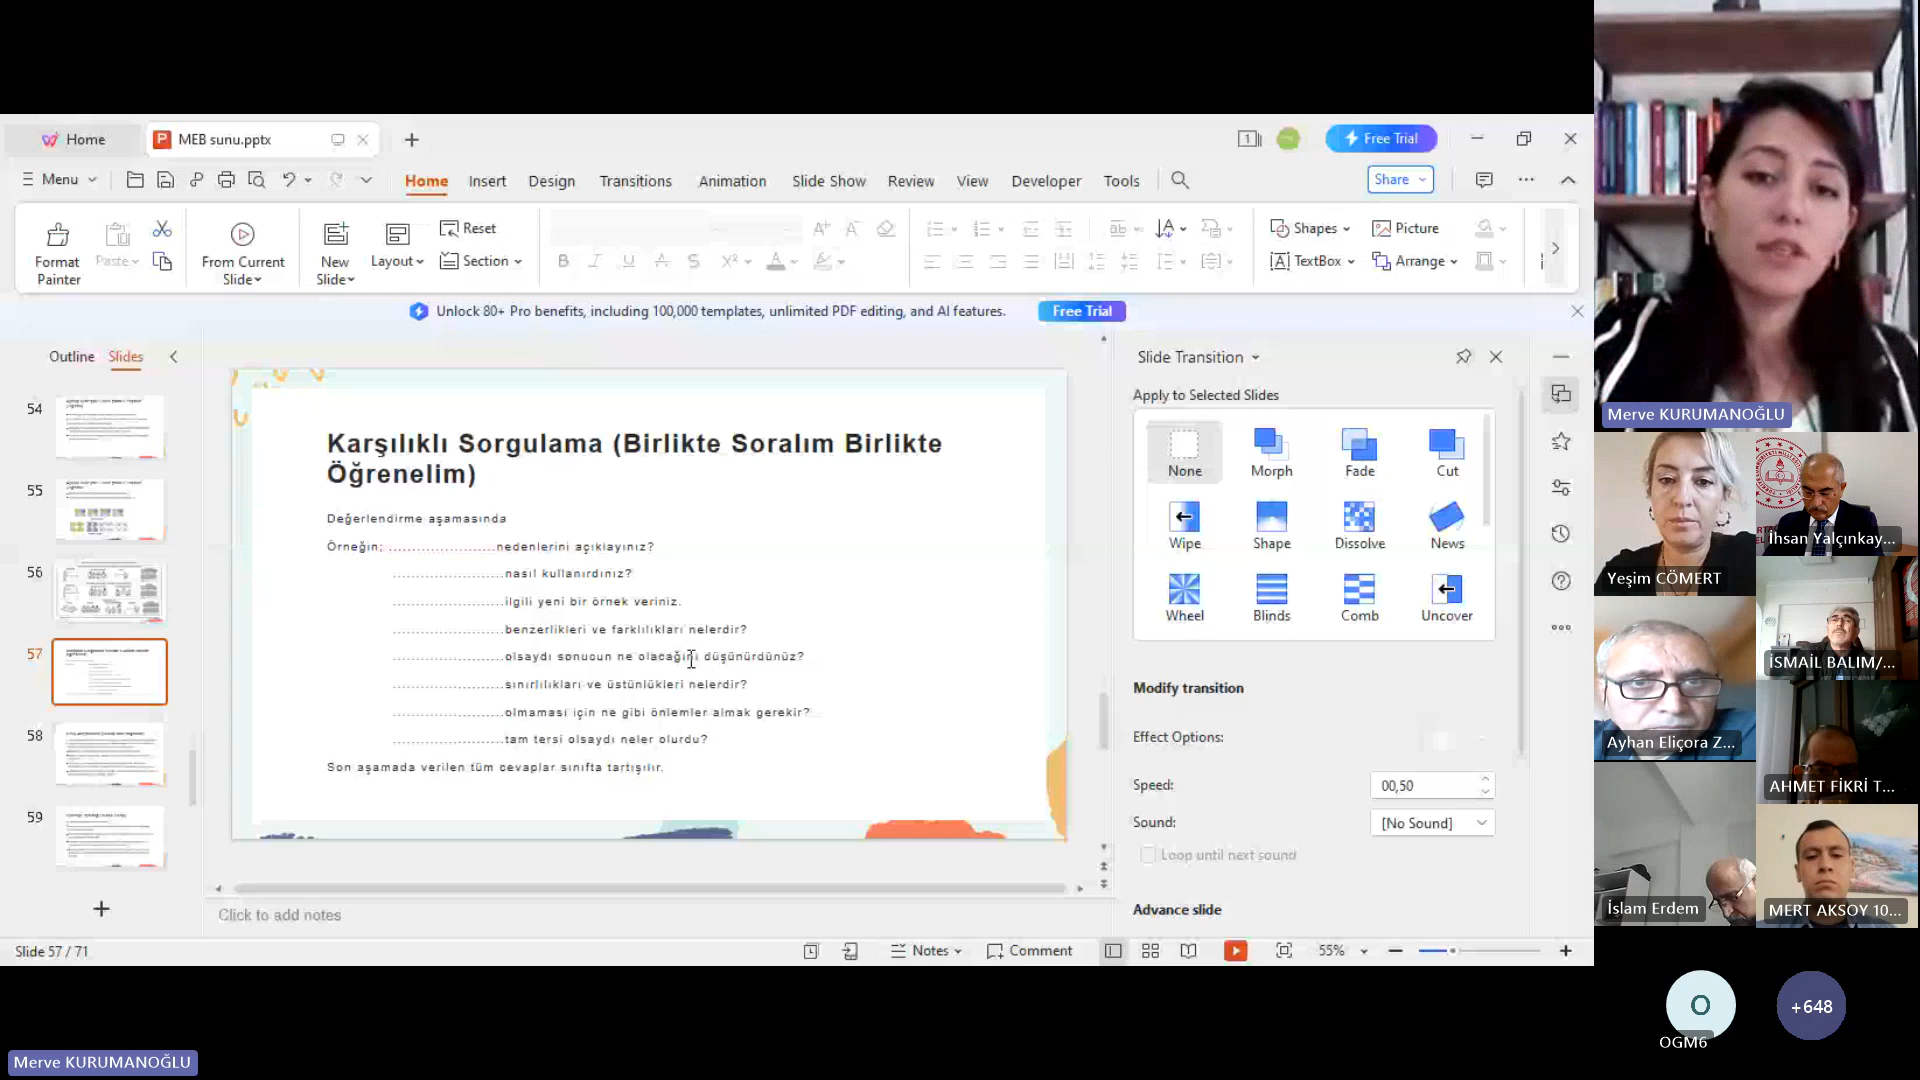 Home
MEB sunu.pptx
1
Free Trial
Menu
Home
Insert
Design
Transitions
Animation
Slide Show
Review
View
Developer
Tools
Share
Format Painter
Paste
From Current Slide
New Slide
Layout
Reset
Section
Shapes
Picture
TextBox
Arrange
Unlock 80+ Pro benefits, including 100,000 templates, unlimited PDF editing, and AI features.
Free Trial
Outline
Slides
54
55
56
57
58
59
Karşılıklı Sorgulama (Birlikte Soralım Birlikte
Öğrenelim)
Değerlendirme aşamasında
Örneğin; ......................nedenlerini açıklayınız?
.......................nasıl kullanırdınız?
.......................ilgili yeni bir örnek veriniz.
.......................benzerlikleri ve farklılıkları nelerdir?
.......................olsaydı sonucun ne olacağını düşünürdünüz?
.......................sınırlılıkları ve üstünlükleri nelerdir?
.......................olmaması için ne gibi önlemler almak gerekir?
.......................tam tersi olsaydı neler olurdu?
Son aşamada verilen tüm cevaplar sınıfta tartışılır.
Click to add notes
Slide Transition
Apply to Selected Slides
None
Morph
Fade
Cut
Wipe
Shape
Dissolve
News
Wheel
Blinds
Comb
Uncover
Modify transition
Effect Options:
Speed:
00,50
Sound:
[No Sound]
Loop until next sound
Advance slide
Slide 57 / 71
Notes
Comment
55%
Merve KURUMANOĞLU
Yeşim CÖMERT
İhsan Yalçınkay...
İSMAİL BALIM/...
Ayhan Eliçora Z...
AHMET FİKRİ T...
İslam Erdem
MERT AKSOY 10...
O
OGM6
+648
Merve KURUMANOĞLU